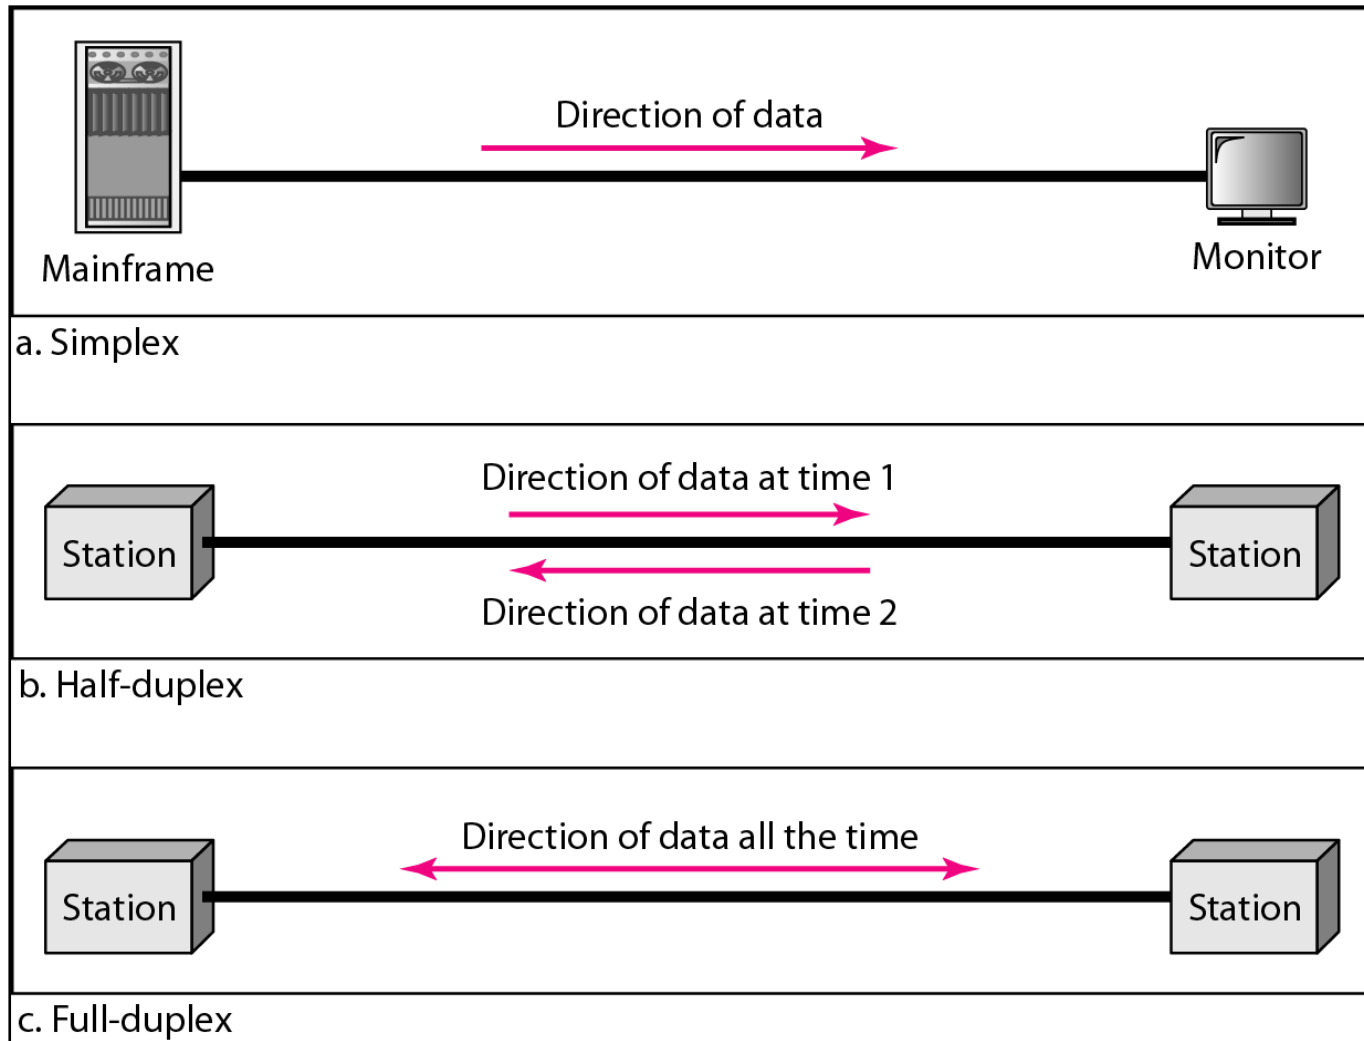 Direction of data
Mainframe
Monitor
a. Simplex
Direction of data at time 1
Station
Station
Direction of data at time 2
b. Half-duplex
Direction of data all the time
Station
Station
c. Full-duplex